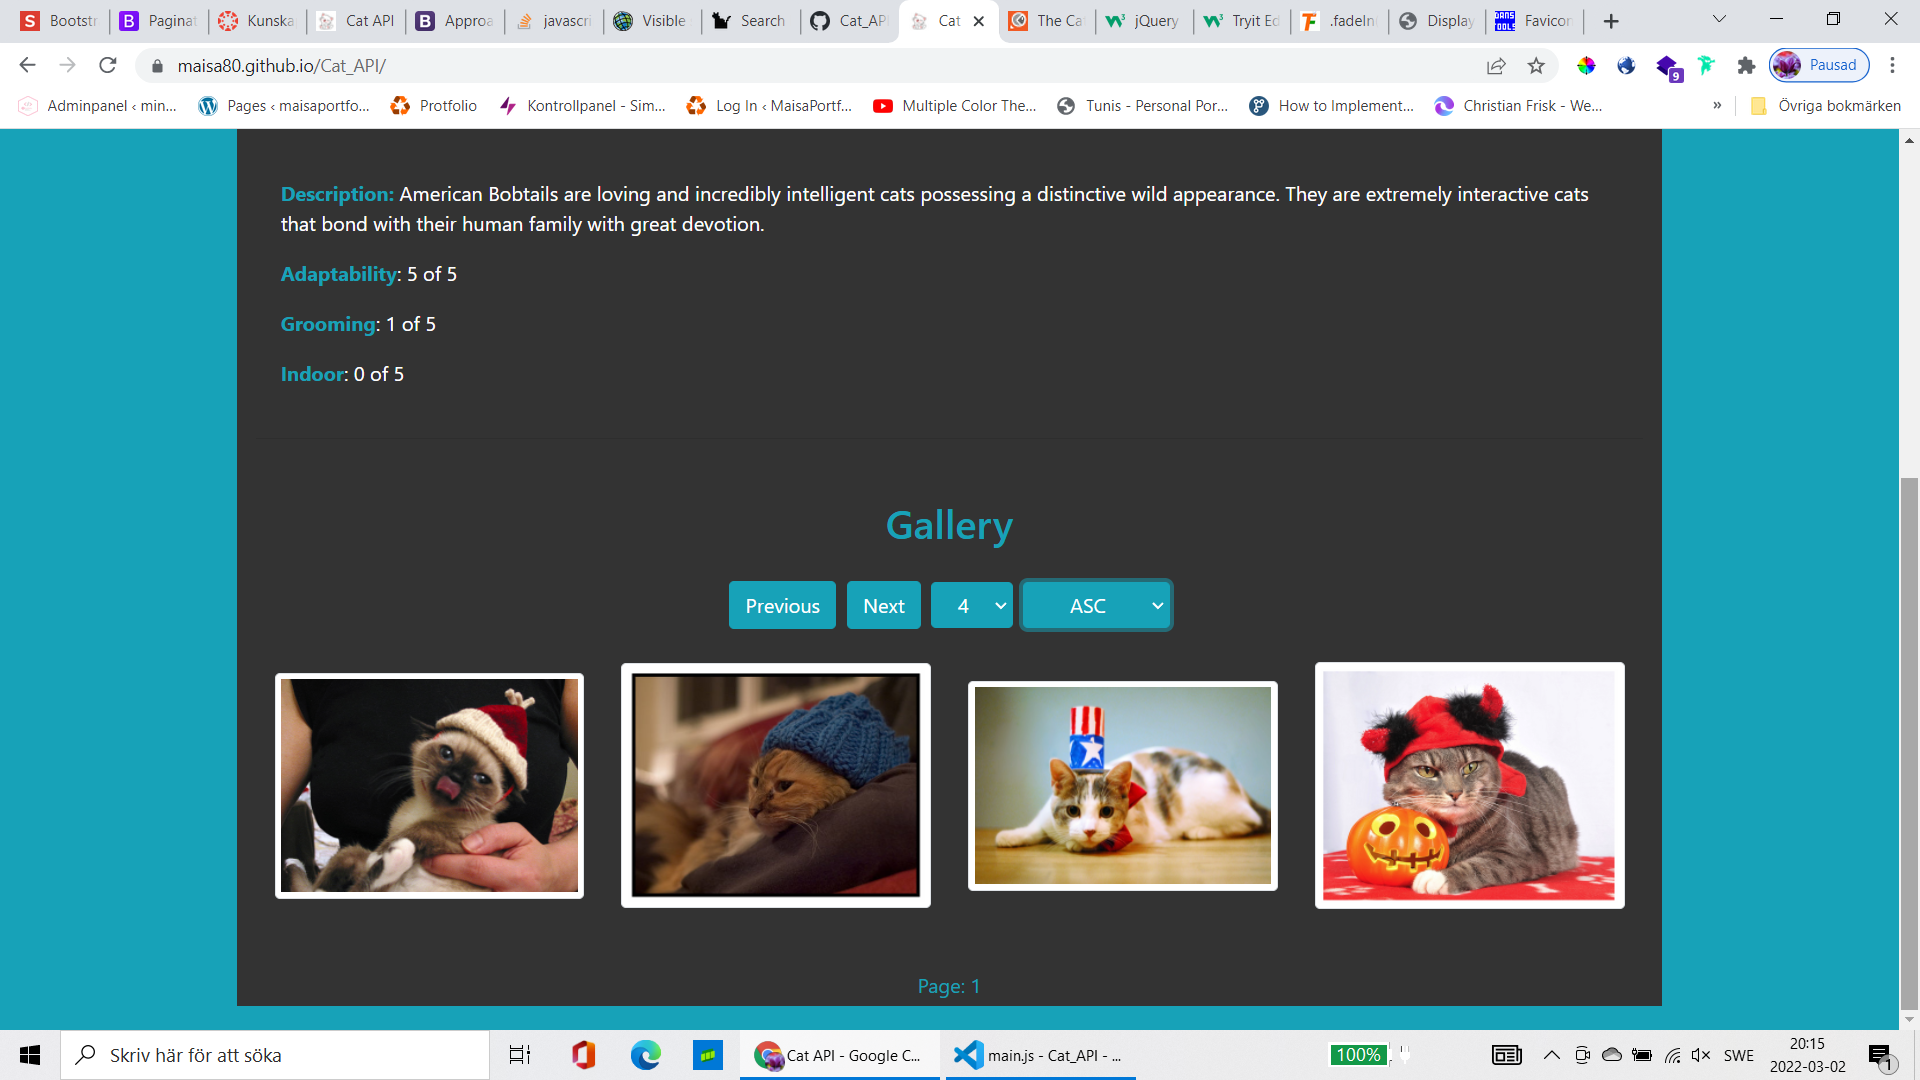 Bootstr
Paginat
Kunska
Cat API
Approa
javascri
Visible
Search
Cat_API
Cat
The Cat
jQuery
Tryit Ed
.fadeIn(
Display
Favicon
maisa80.github.io/Cat_API/
9
Pausad
Adminpanel ‹ min...
Pages ‹ maisaportfo...
Protfolio
Kontrollpanel - Sim...
Log In ‹ MaisaPortf...
Multiple Color The...
Tunis - Personal Por...
How to Implement...
Christian Frisk - We...
»
Övriga bokmärken
Description: American Bobtails are loving and incredibly intelligent cats possessing a distinctive wild appearance. They are extremely interactive cats
that bond with their human family with great devotion.
Adaptability: 5 of 5
Grooming: 1 of 5
Indoor: 0 of 5
Gallery
Previous
Next
4
ASC
Page: 1
Skriv här för att söka
Cat API - Google C...
main.js - Cat_API - ...
100%
SWE
20:15
2022-03-02
1